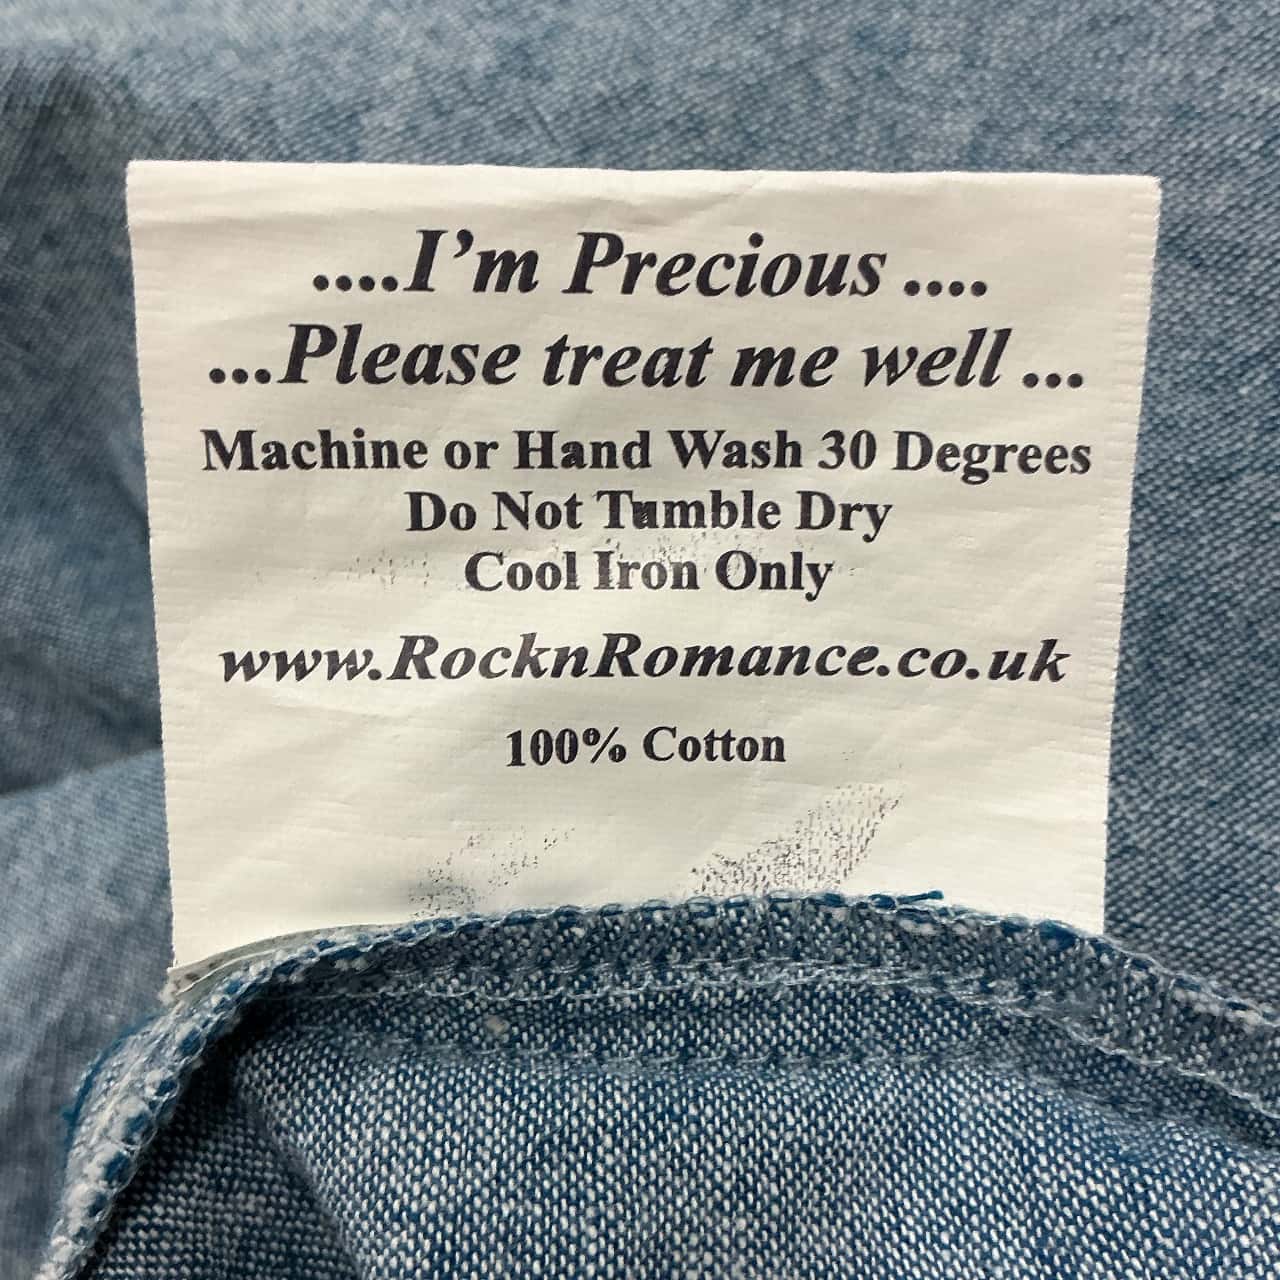 ....I'm Precious ....
...Please treat me well ...
Machine or Hand Wash 30 Degrees
Do Not Tumble Dry
Cool Iron Only
www.RocknRomance.co.uk
100% Cotton